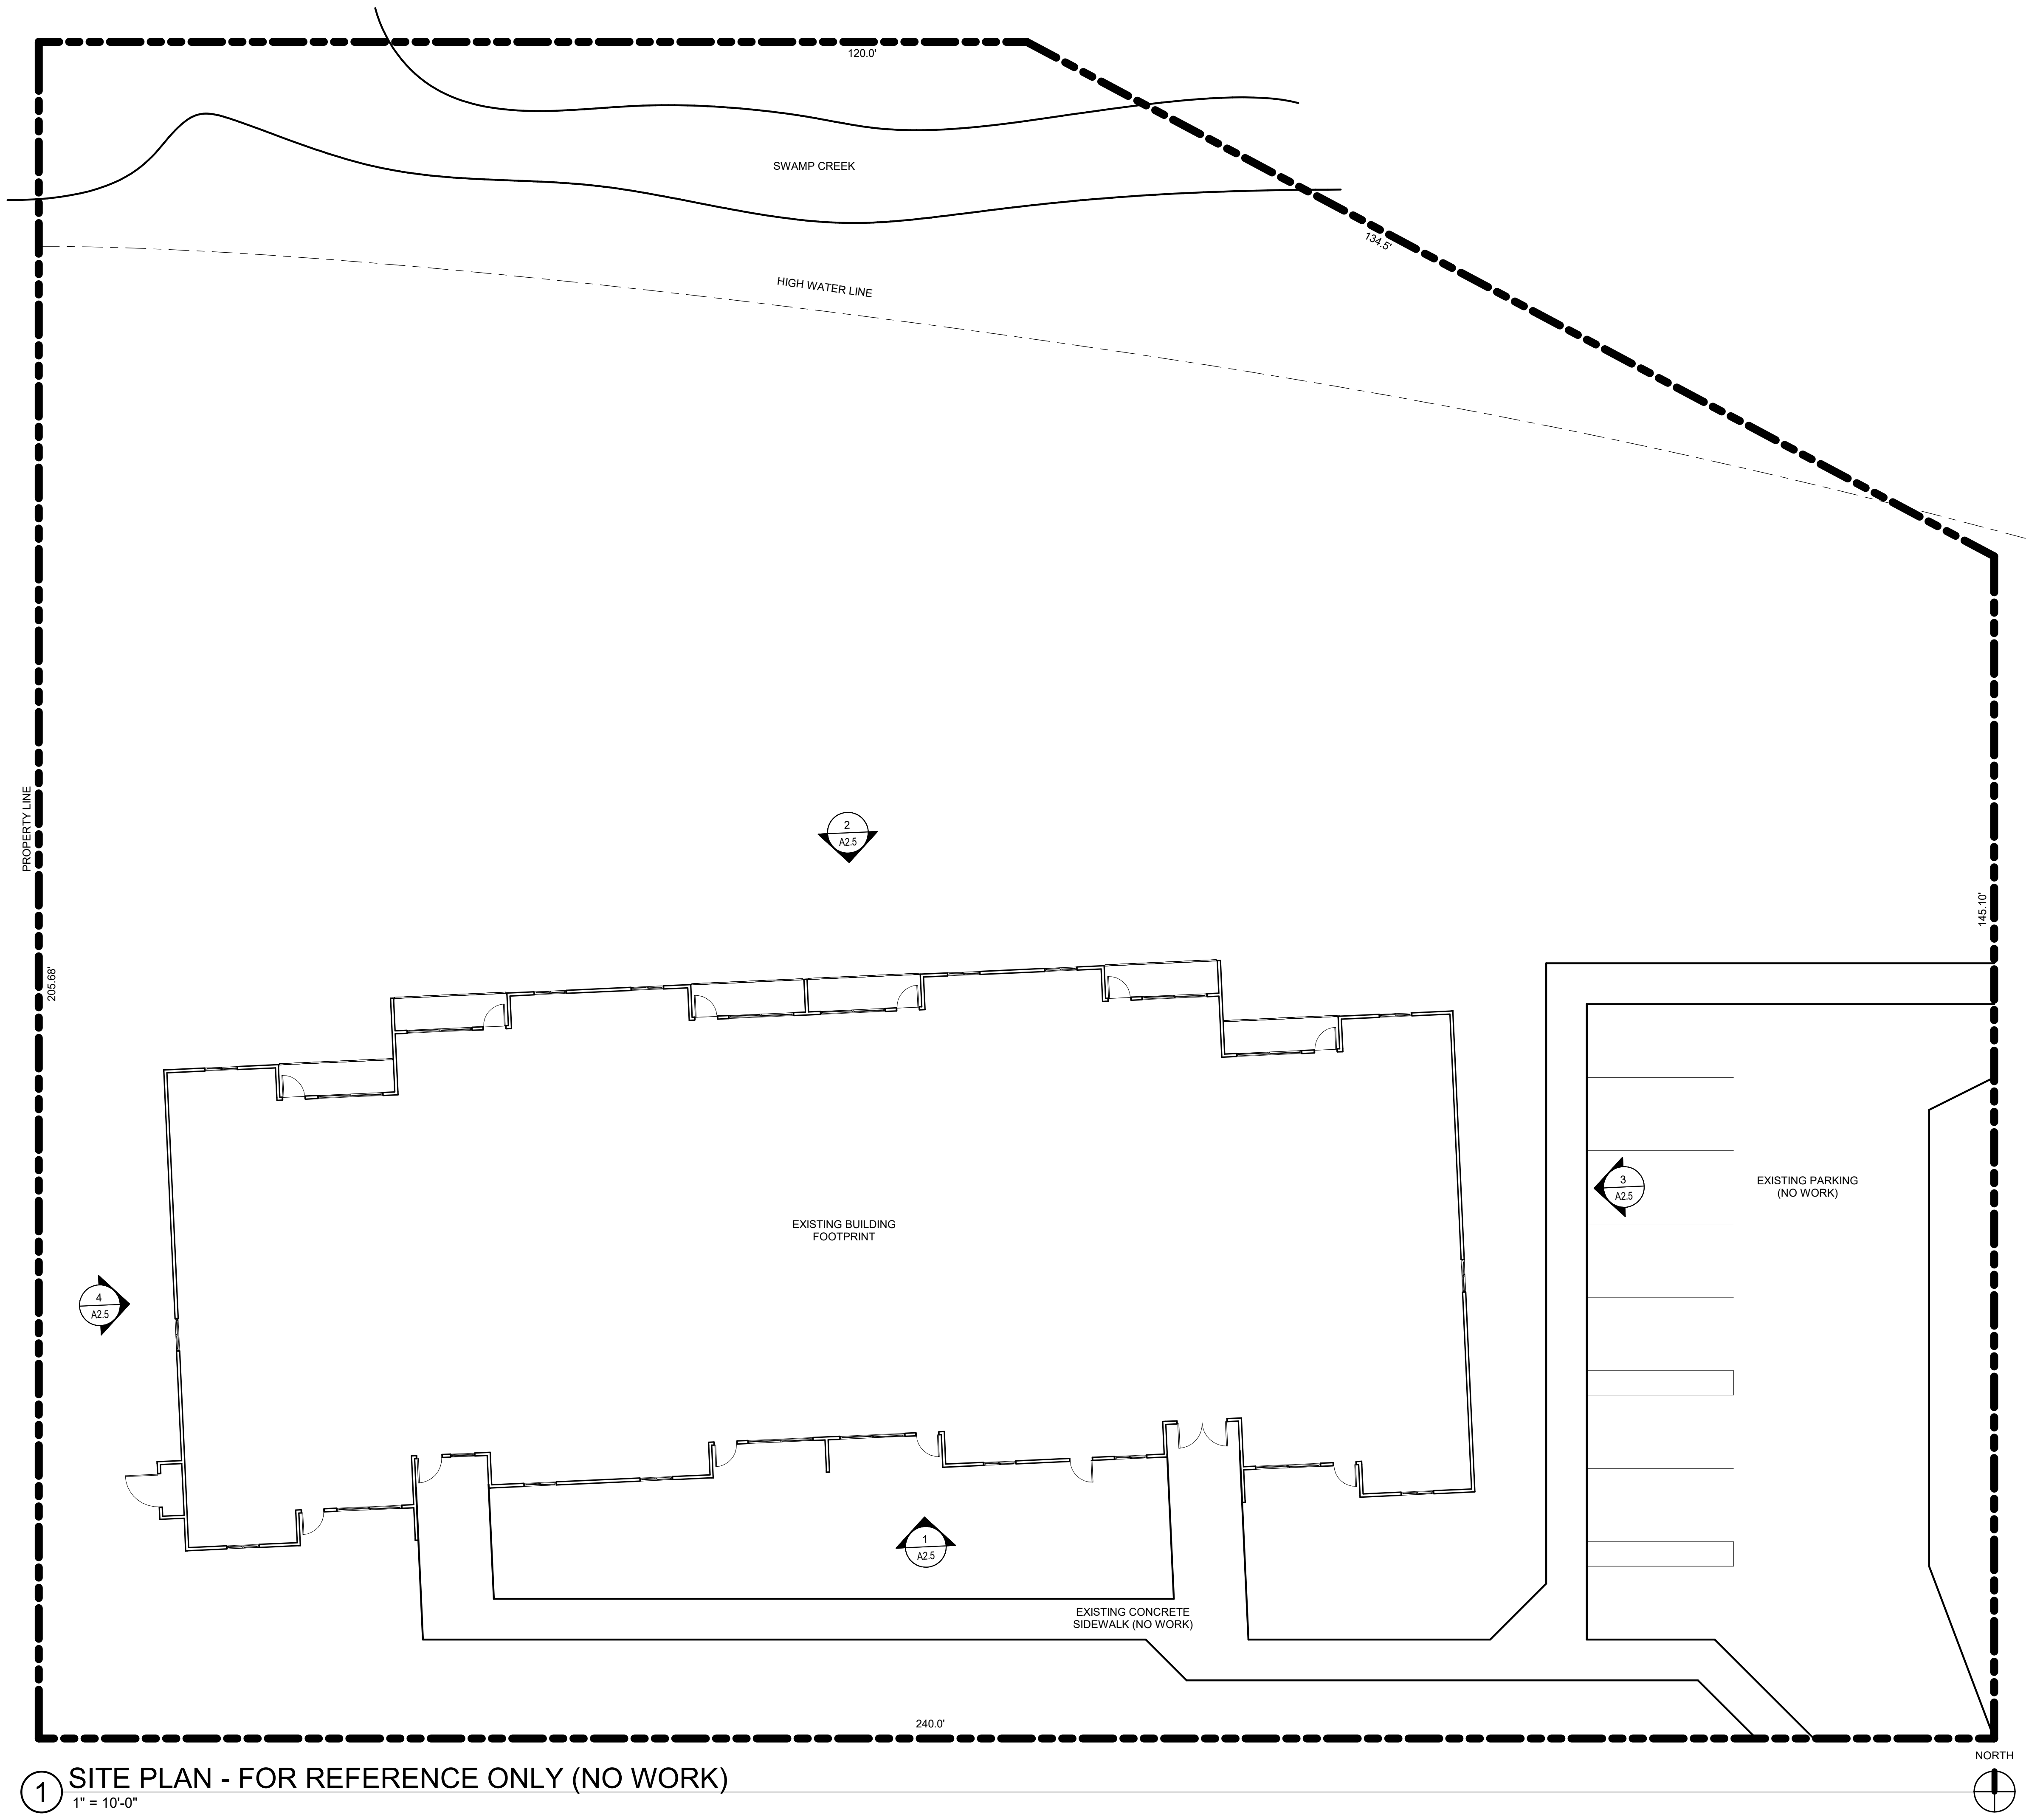 120.0'
SWAMP CREEK
134.5'
HIGH WATER LINE
PROPERTY LINE
2
A2.5
145.10'
205.68'
3
A2.5
EXISTING PARKING
(NO WORK)
EXISTING BUILDING
FOOTPRINT
4
A2.5
1
A2.5
EXISTING CONCRETE
SIDEWALK (NO WORK)
240.0'
NORTH
1
SITE PLAN - FOR REFERENCE ONLY (NO WORK)
1" = 10'-0"